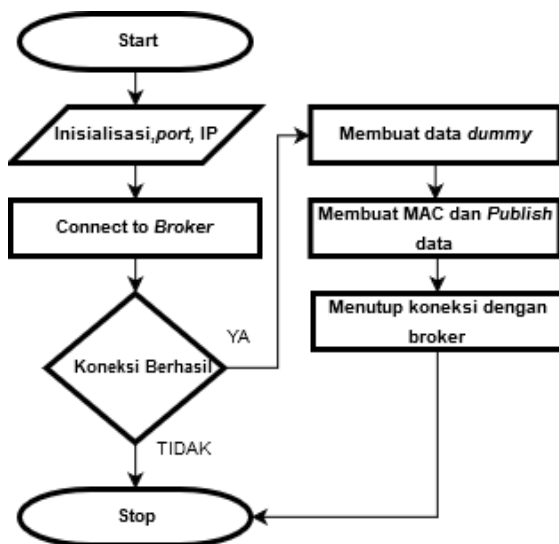 Start
Inisialisasi,port, IP
Connect to Broker
Koneksi Berhasil
YA
TIDAK
Stop
Membuat data dummy
Membuat MAC dan Publish
data
Menutup koneksi dengan
broker